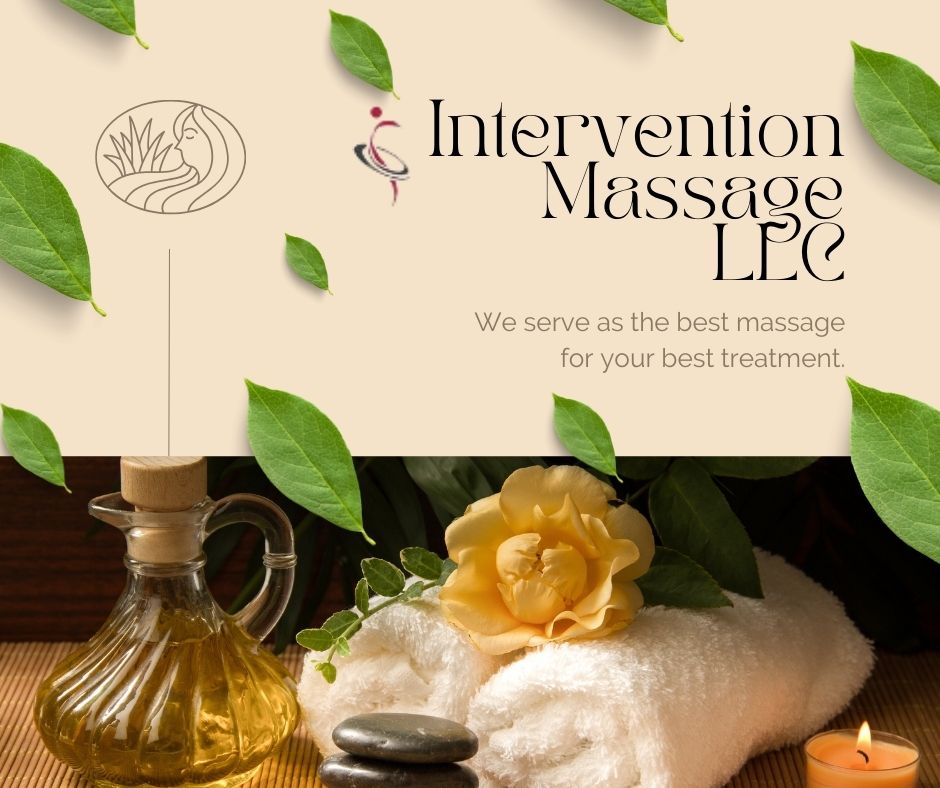 Intervention
Massage
LLC
We serve as the best massage
for your best treatment.